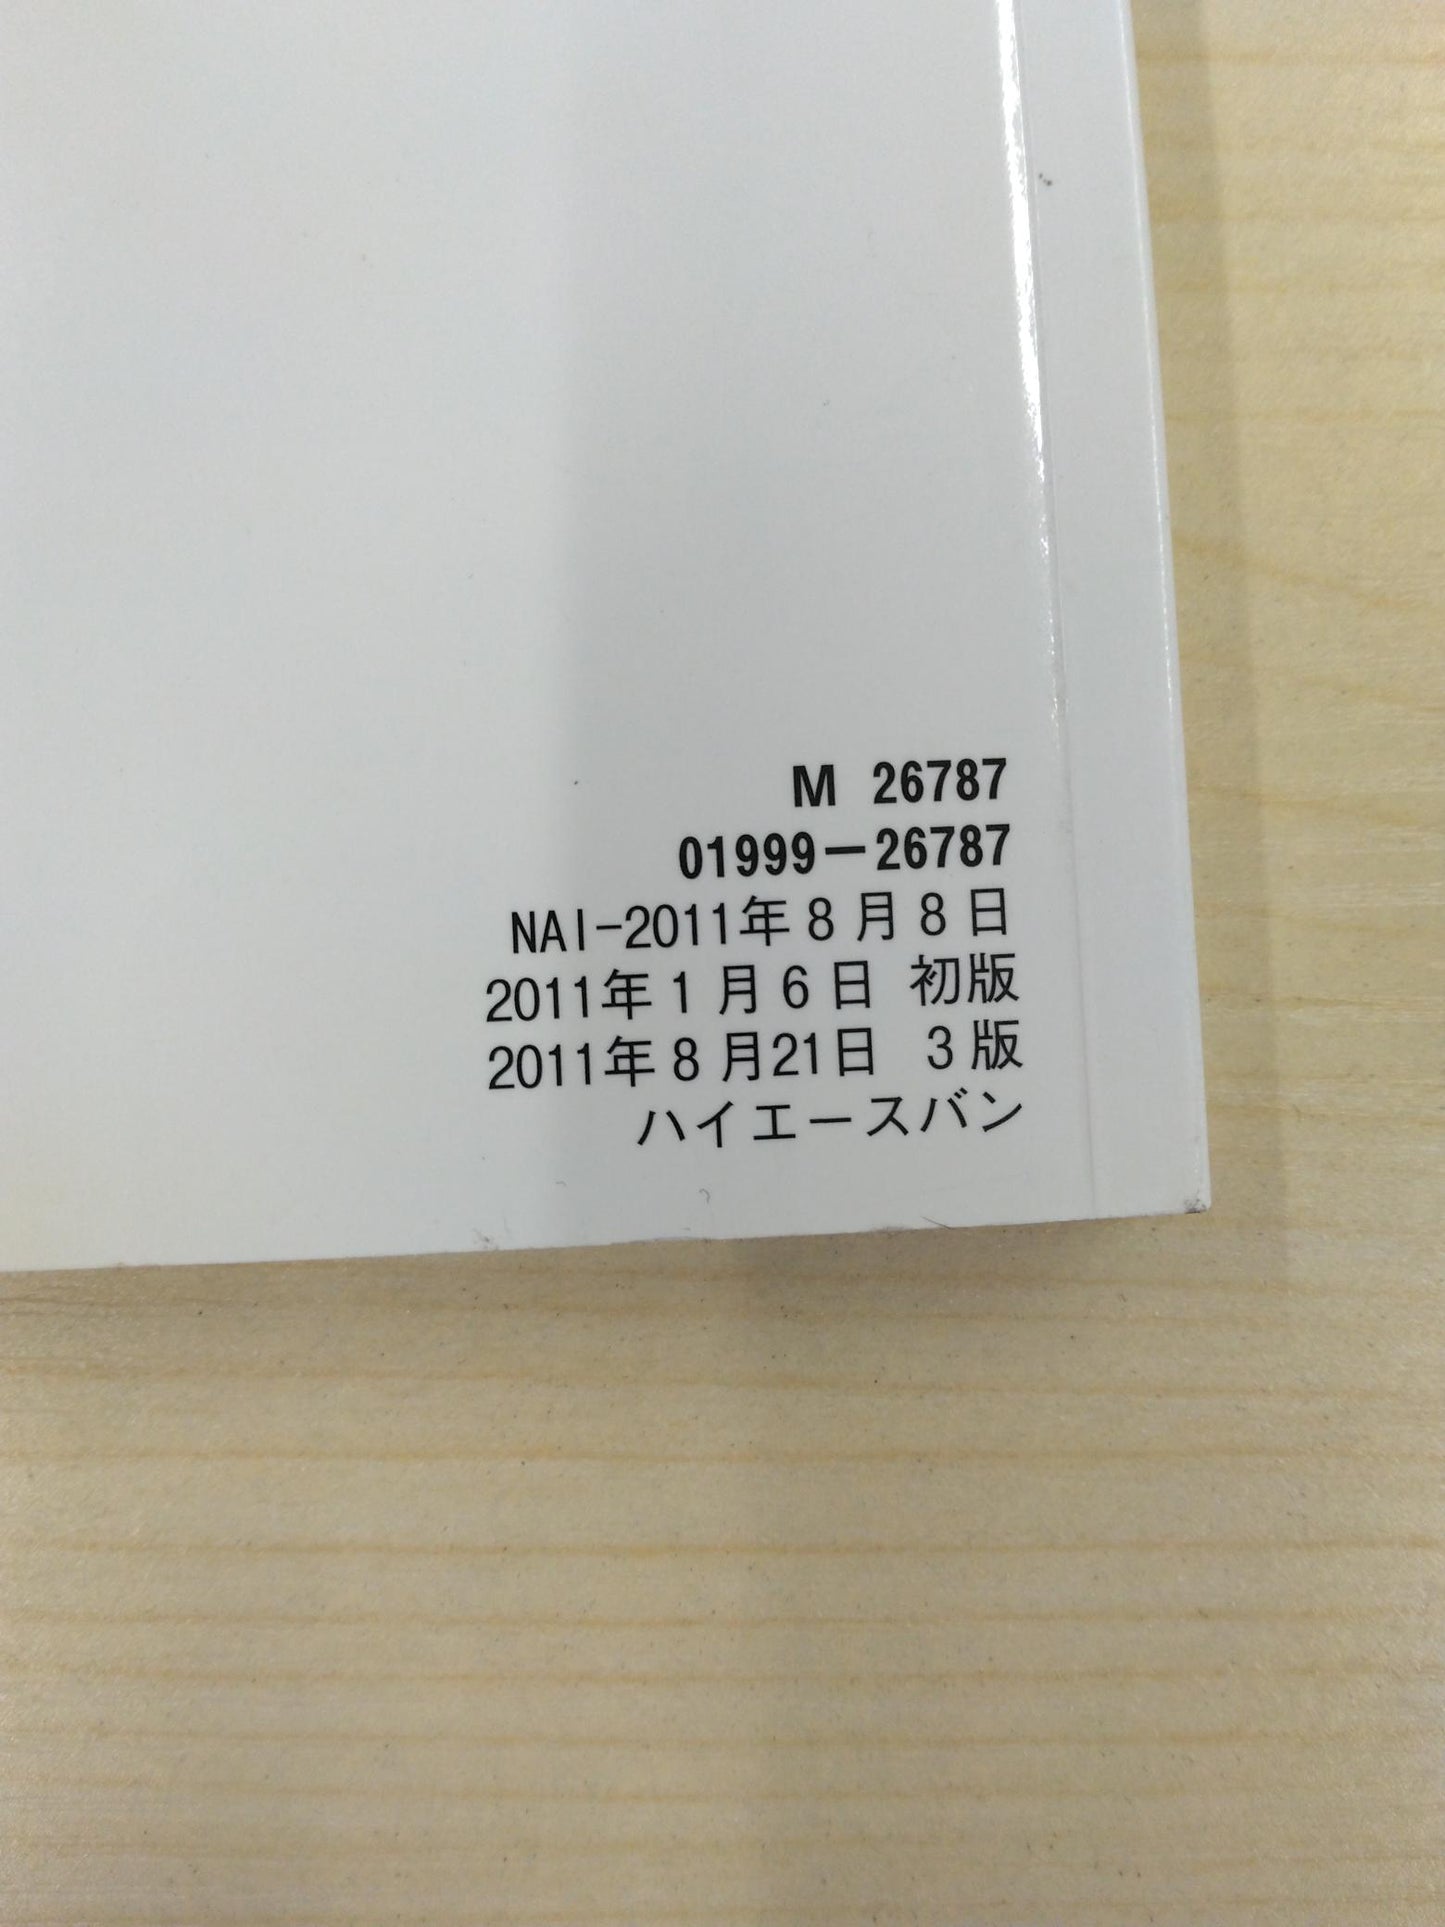 M 26787
01999-26787
NAI-2011年8月8日
2011年1月6日 初版
2011年8月21日 3版
ハイエースバン